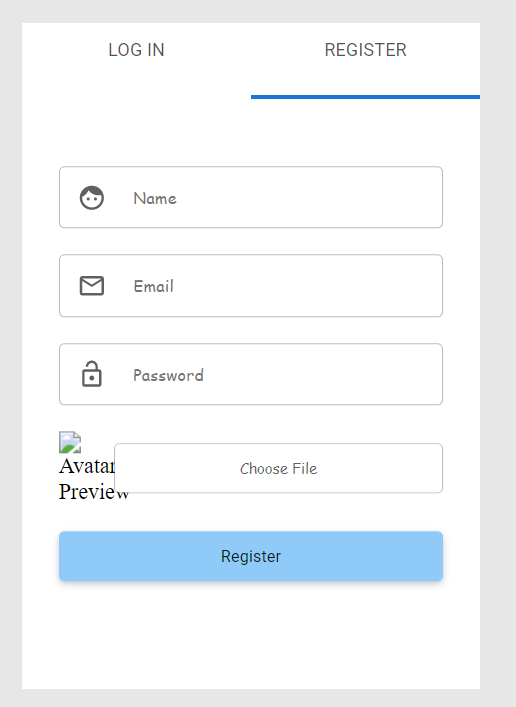 LOG IN
REGISTER
Name
Email
Password
Avatar
Preview
Choose File
Register